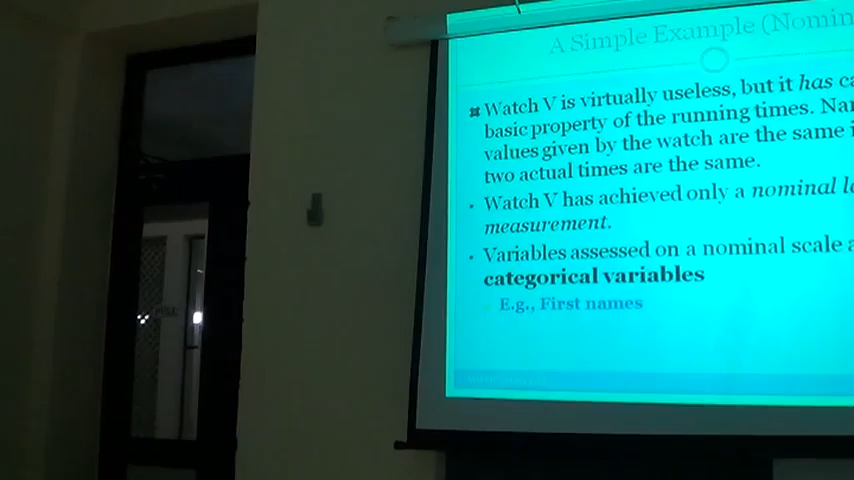 A Simple Example (Nomin
Watch V is virtually useless, but it has ca
basic property of the running times. Nar
values given by the watch are the same i
two actual times are the same.
Watch V has achieved only a nominal le
measurement.
Variables assessed on a nominal scale a
categorical variables
E.g., First names
PULL